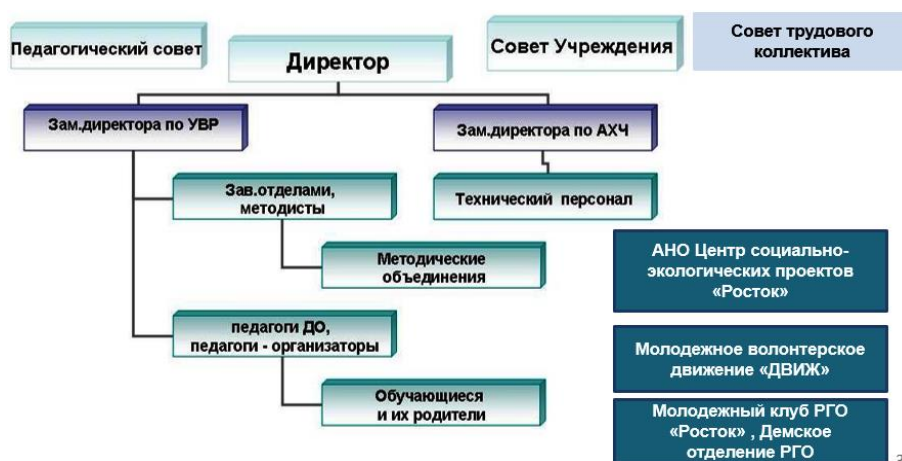 Педагогический совет
Директор
Совет Учреждения
Совет трудового
коллектива
Зам.директора по УВР
Зам.директора по АХЧ
Зав.отделами,
методисты
Технический персонал
Методические
объединения
педагоги ДО,
педагоги - организаторы
Обучающиеся
и их родители
АНО Центр социально-
экологических проектов
«Росток»
Молодежное волонтерское
движение «ДВИЖ»
Молодежный клуб РГО
«Росток» , Демское
отделение РГО